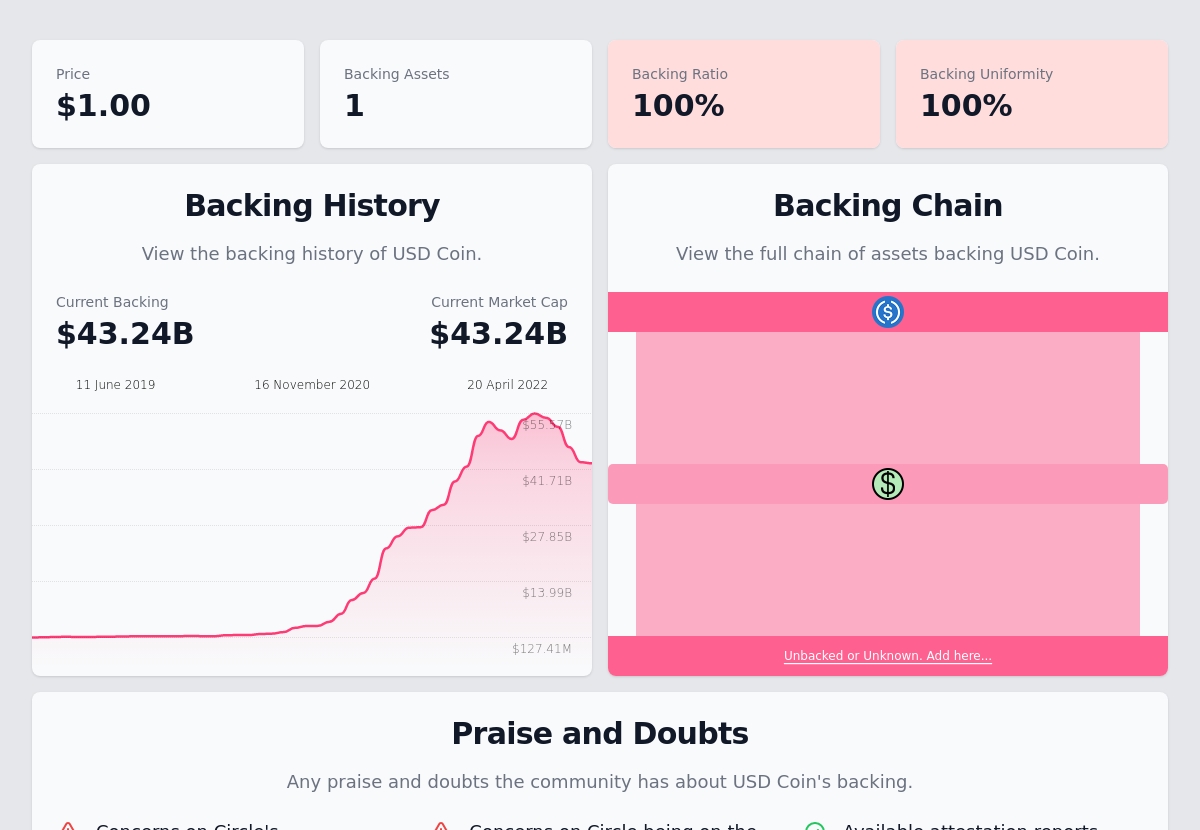 Price
$1.00
Backing Assets
1
Backing Ratio
100%
Backing Uniformity
100%
Backing History
View the backing history of USD Coin.
Current Backing
$43.24B
Current Market Cap
$43.24B
11 June 2019
16 November 2020
20 April 2022
$55.57B
$41.71B
$27.85B
$13.99B
$127.41M
Backing Chain
View the full chain of assets backing USD Coin.
$
$
Unbacked or Unknown. Add here...
Praise and Doubts
Any praise and doubts the community has about USD Coin's backing.
Concerns on Circle's
Concerns on Circle being on the
Available attestation reports